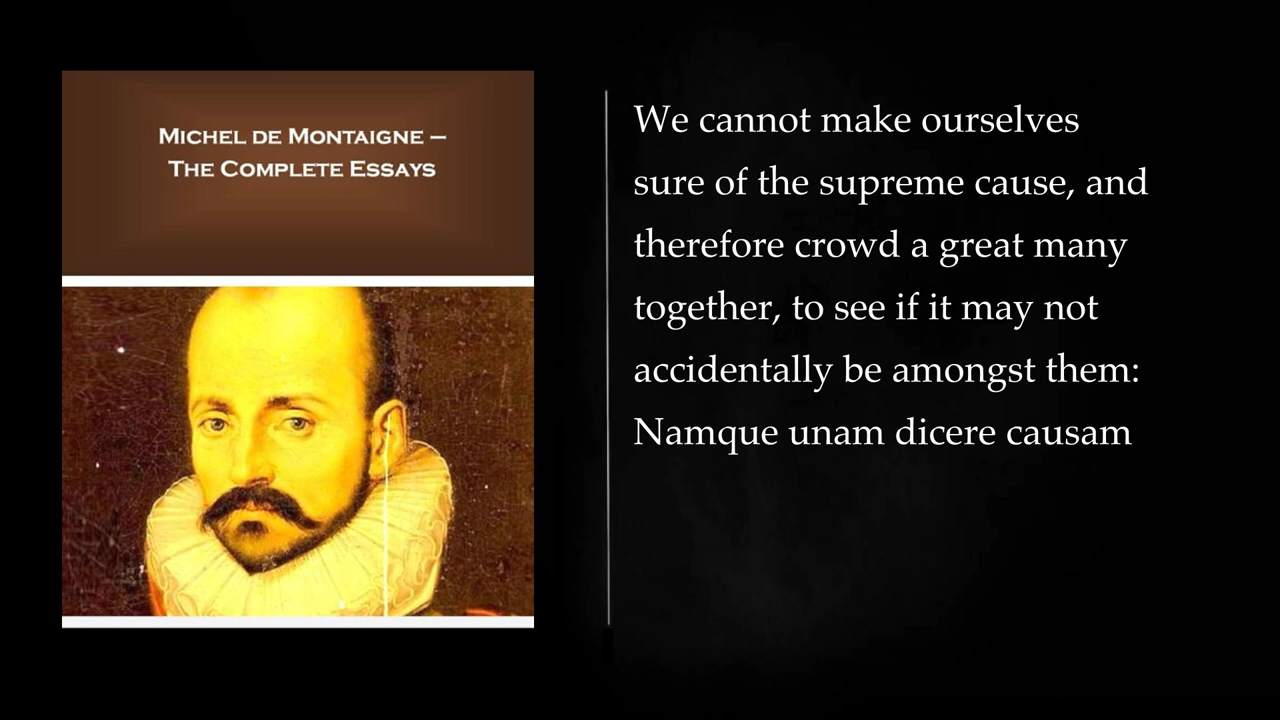 MICHEL DE MONTAIGNE –
THE COMPLETE ESSAYS
We cannot make ourselves
sure of the supreme cause, and
therefore crowd a great many
together, to see if it may not
accidentally be amongst them:
Namque unam dicere causam